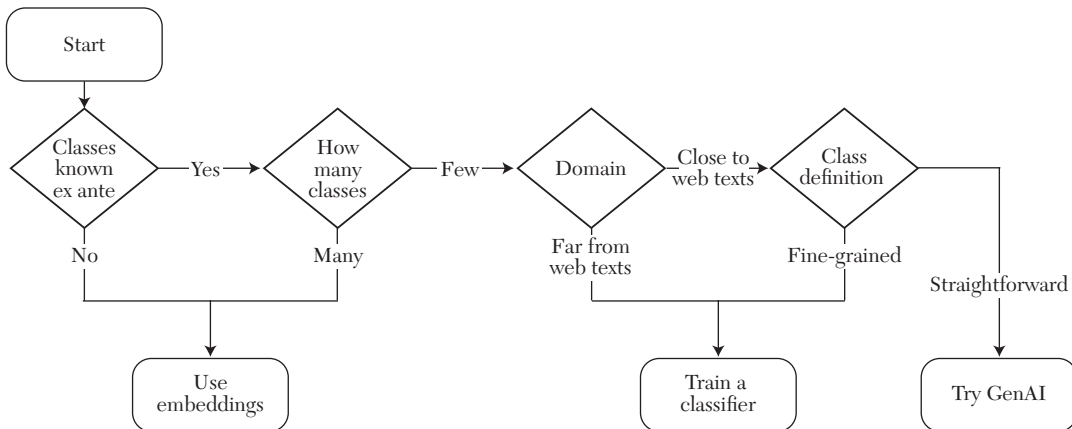 Start
Classes
known
ex ante
Yes
How
many
classes
Few
Domain
Close to
web texts
Class
definition
No
Many
Far from
web texts
Fine-grained
Straightforward
Use
embeddings
Train a
classifier
Try GenAI